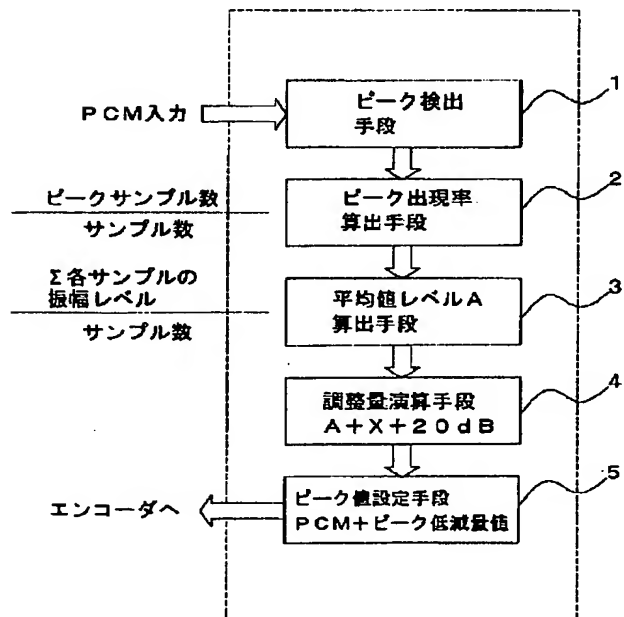 1
PCM入力
ピーク検出
手段
2
ピークサンプル数
サンプル数
ピーク出現率
算出手段
Σ各サンプルの
振幅レベル
サンプル数
3
平均値レベルA
算出手段
4
調整量演算手段
A+X+20dB
5
エンコーダへ
ピーク値設定手段
PCM+ピーク低減量値